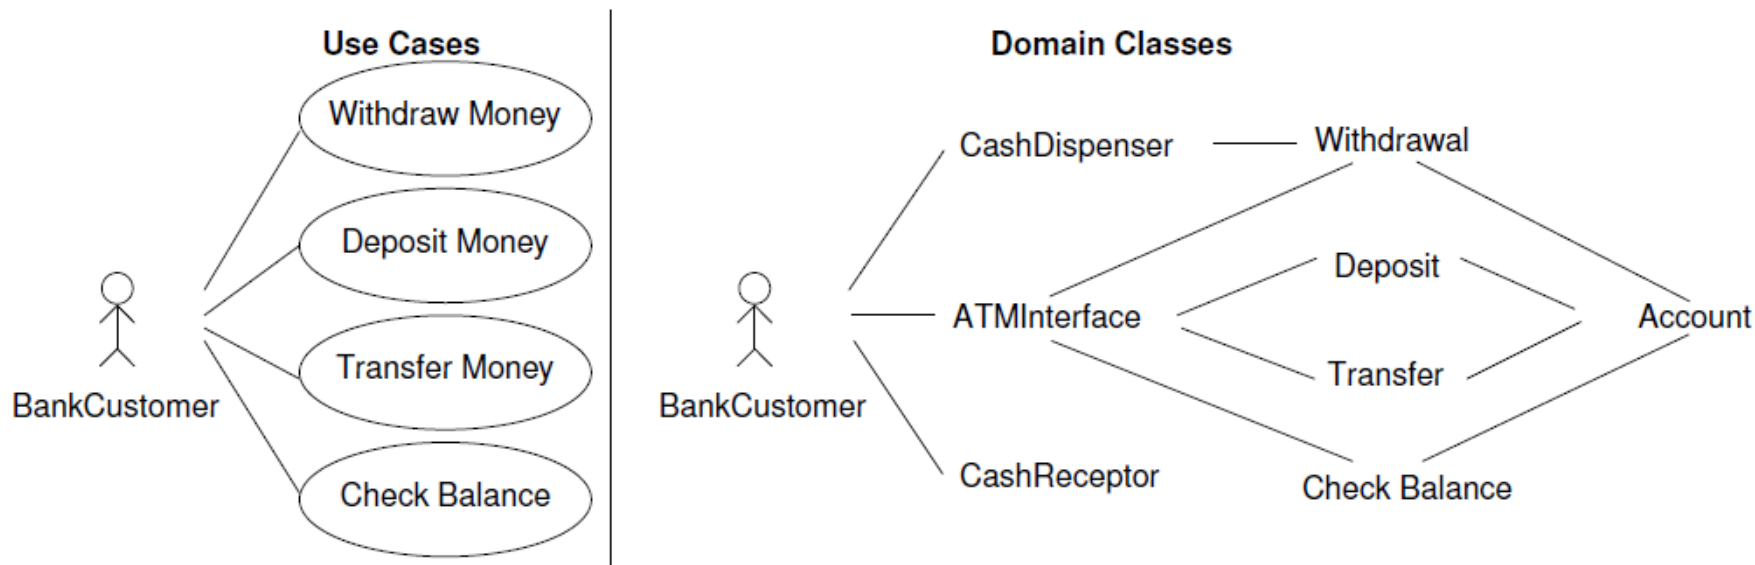 Use Cases
Withdraw Money
Deposit Money
Transfer Money
Check Balance
BankCustomer
Domain Classes
CashDispenser
Withdrawal
Deposit
ATMInterface
Account
Transfer
BankCustomer
CashReceptor
Check Balance